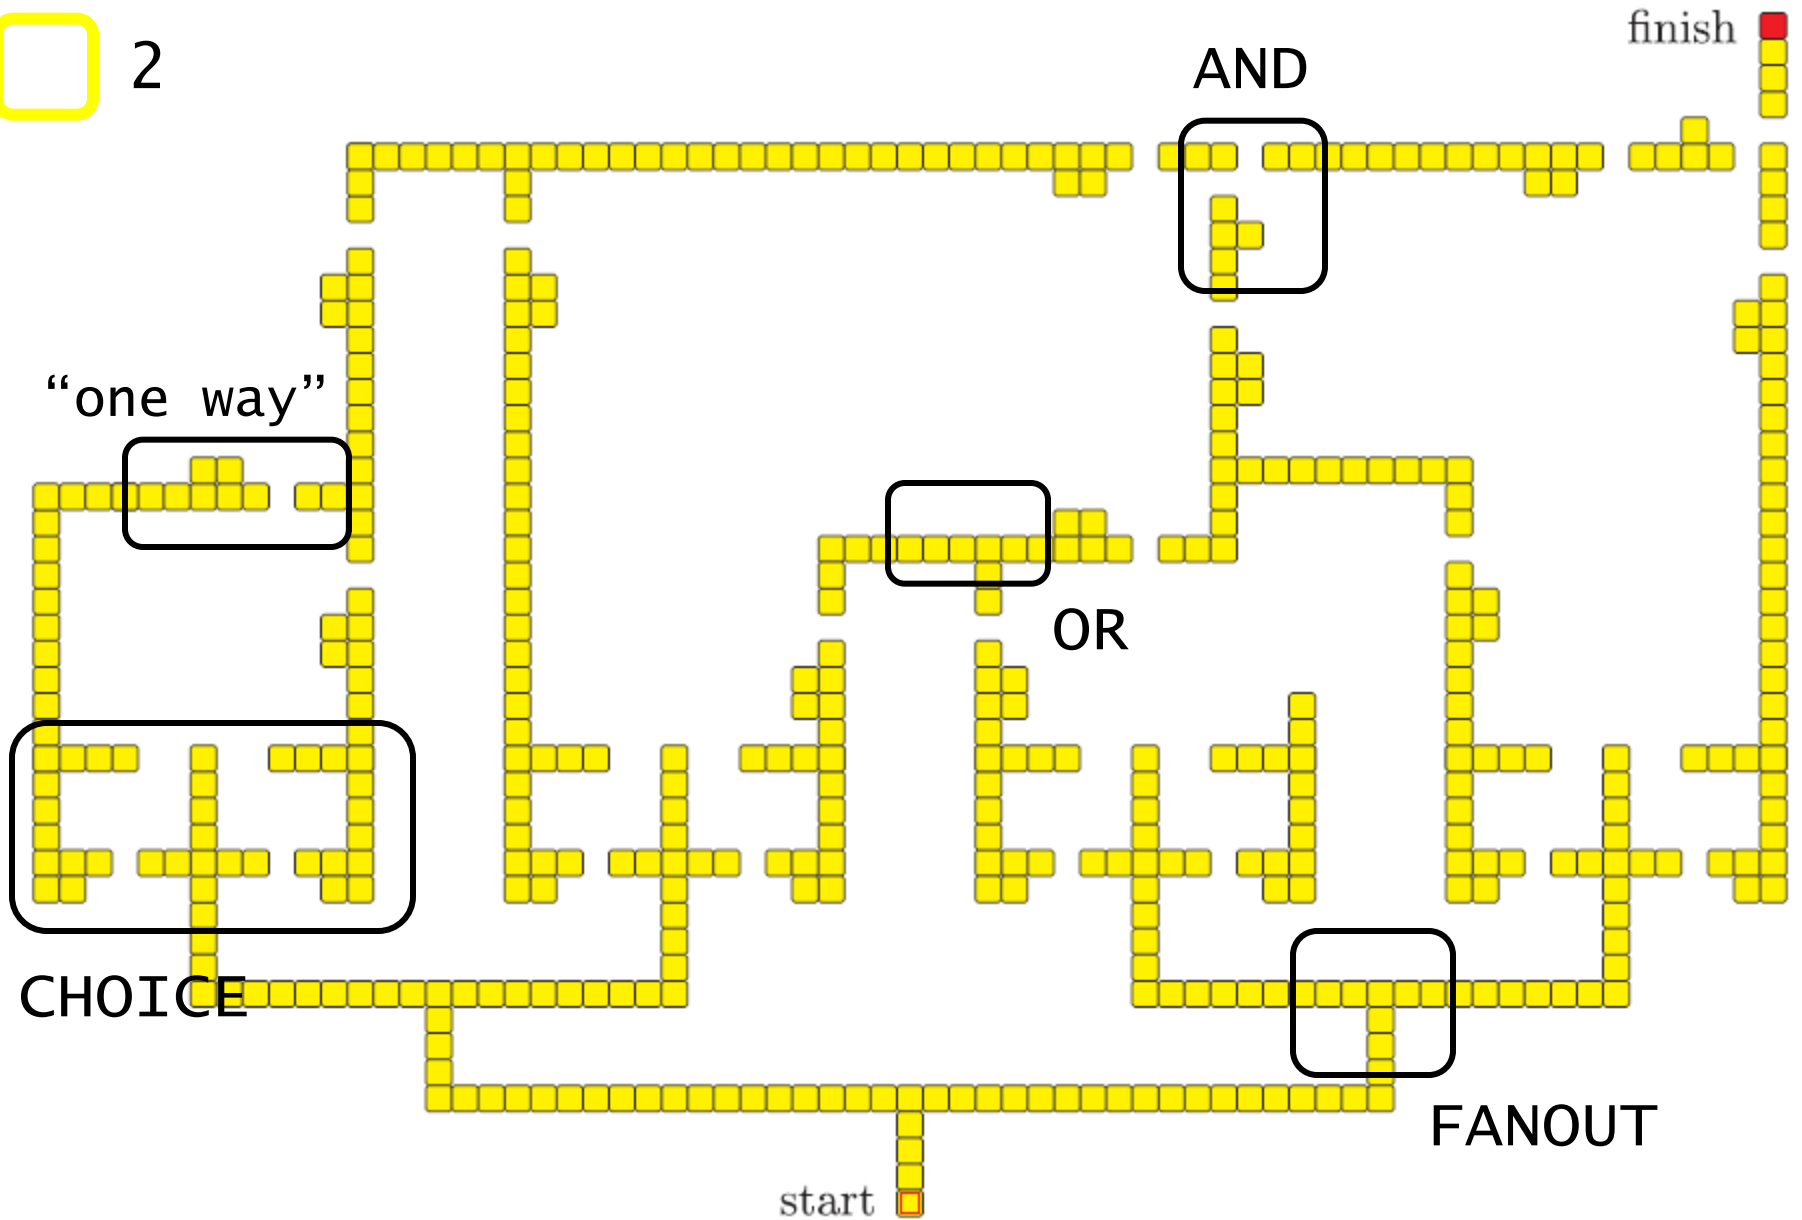 finish
2
AND
“one way”
OR
CHOICE
FANOUT
start